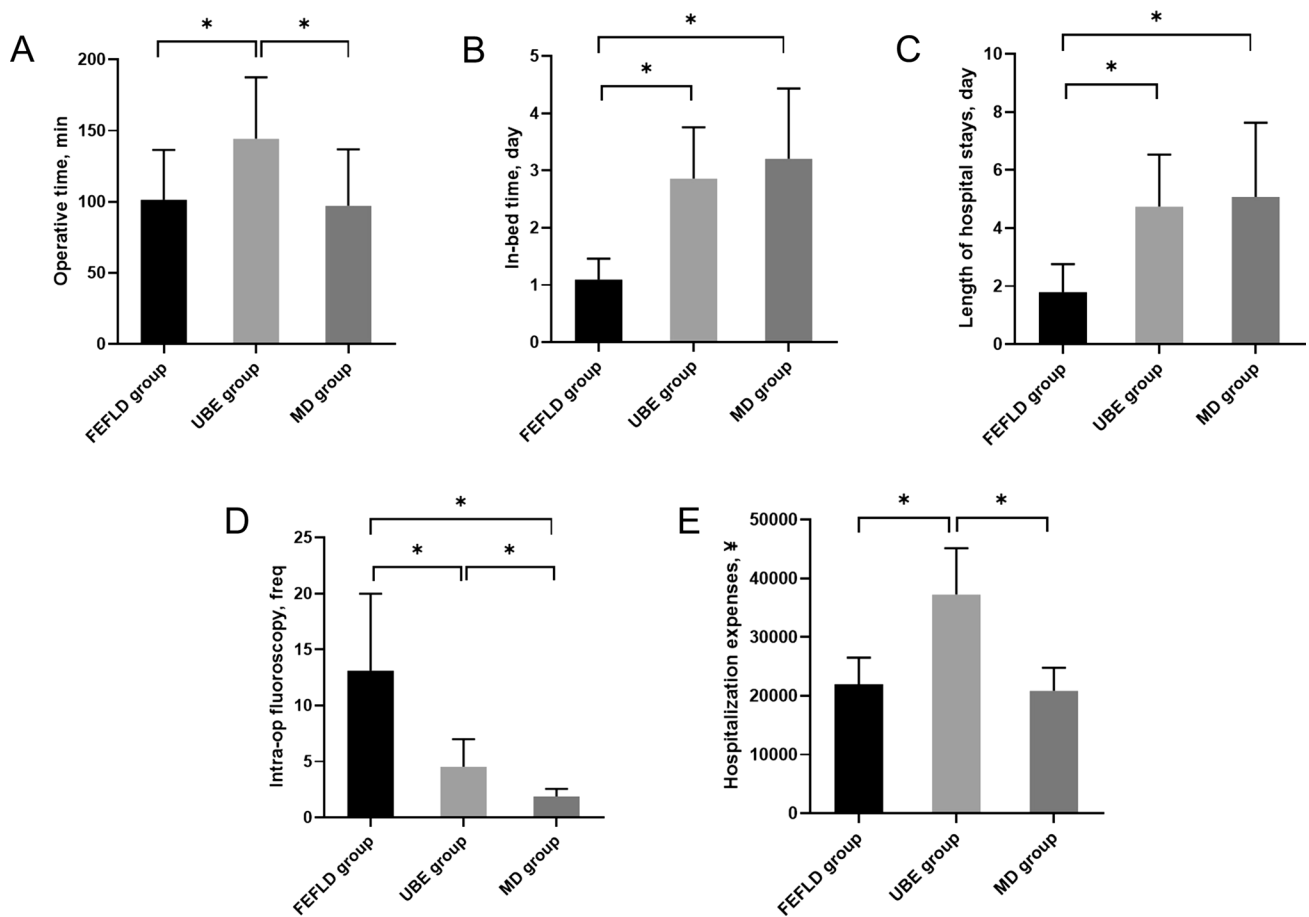 A
Operative time, min
200
150
100
50
0
* *
FEFLD group
UBE group
MD group
B
In-bed time, day
5
4
3
2
1
0
*
*
FEFLD group
UBE group
MD group
C
Length of hospital stays, day
10
8
6
4
2
0
*
*
FEFLD group
UBE group
MD group
D
Intra-op fluoroscopy, freq
25
20
15
10
5
0
*
* *
FEFLD group
UBE group
MD group
E
Hospitalization expenses, ¥
50000
40000
30000
20000
10000
0
* *
FEFLD group
UBE group
MD group